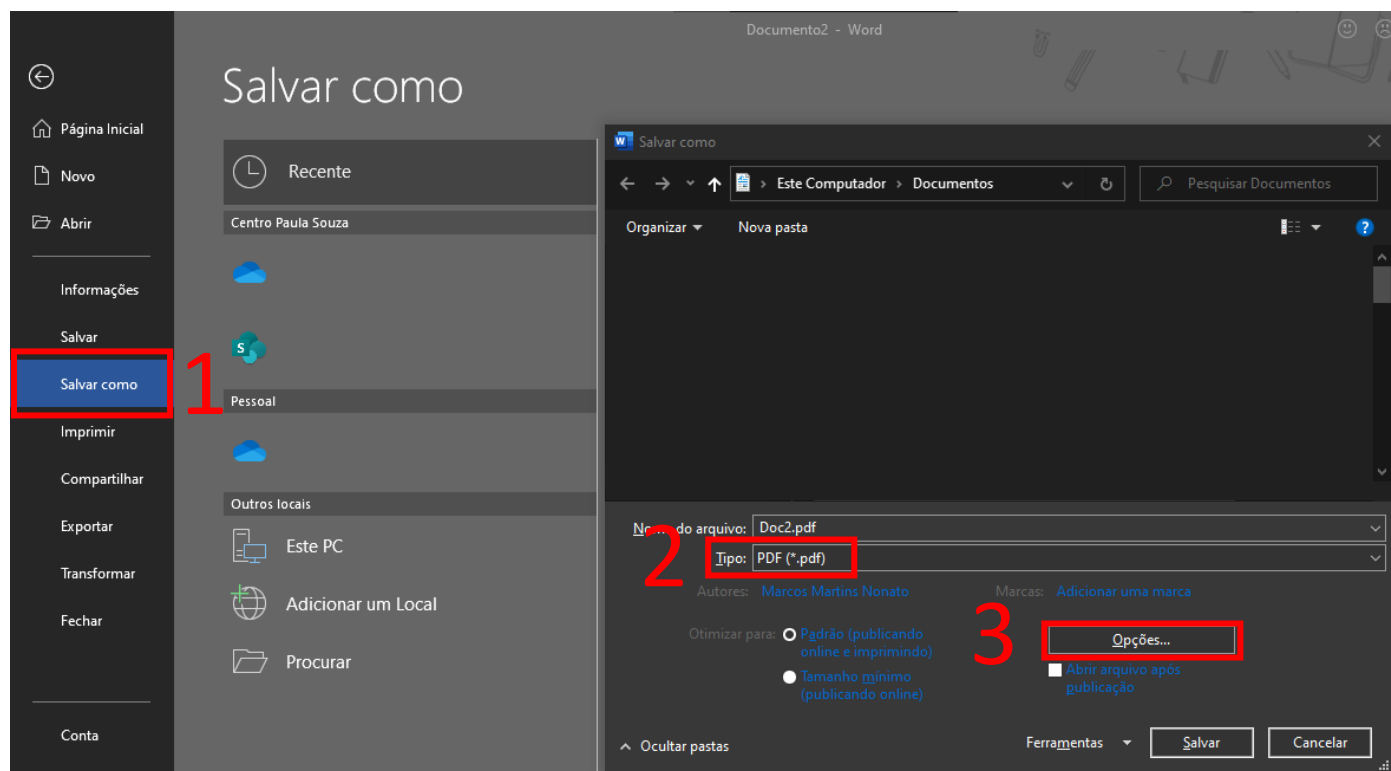 Documento2 - Word
Salvar como
Página Inicial
Novo
Abrir
Informações
Salvar
Salvar como
1
Imprimir
Compartilhar
Exportar
Transformar
Fechar
Conta
Recente
Centro Paula Souza
S
Pessoal
Outros locais
Este PC
Adicionar um Local
Procurar
W Salvar como
Este Computador > Documentos
Pesquisar Documentos
Organizar
Nova pasta
?
do arquivo: Doc2.pdf
2
Tipo: PDF (*.pdf)
Autores: Marcos Martins Nonato
Marcas: Adicionar uma marca
Otimizar para: Padrão (publicando
online e imprimindo)
Tamanho mínimo
(publicando online)
3
Opções...
Abrir arquivo após
publicação
Ocultar pastas
Ferramentas
Salvar
Cancelar